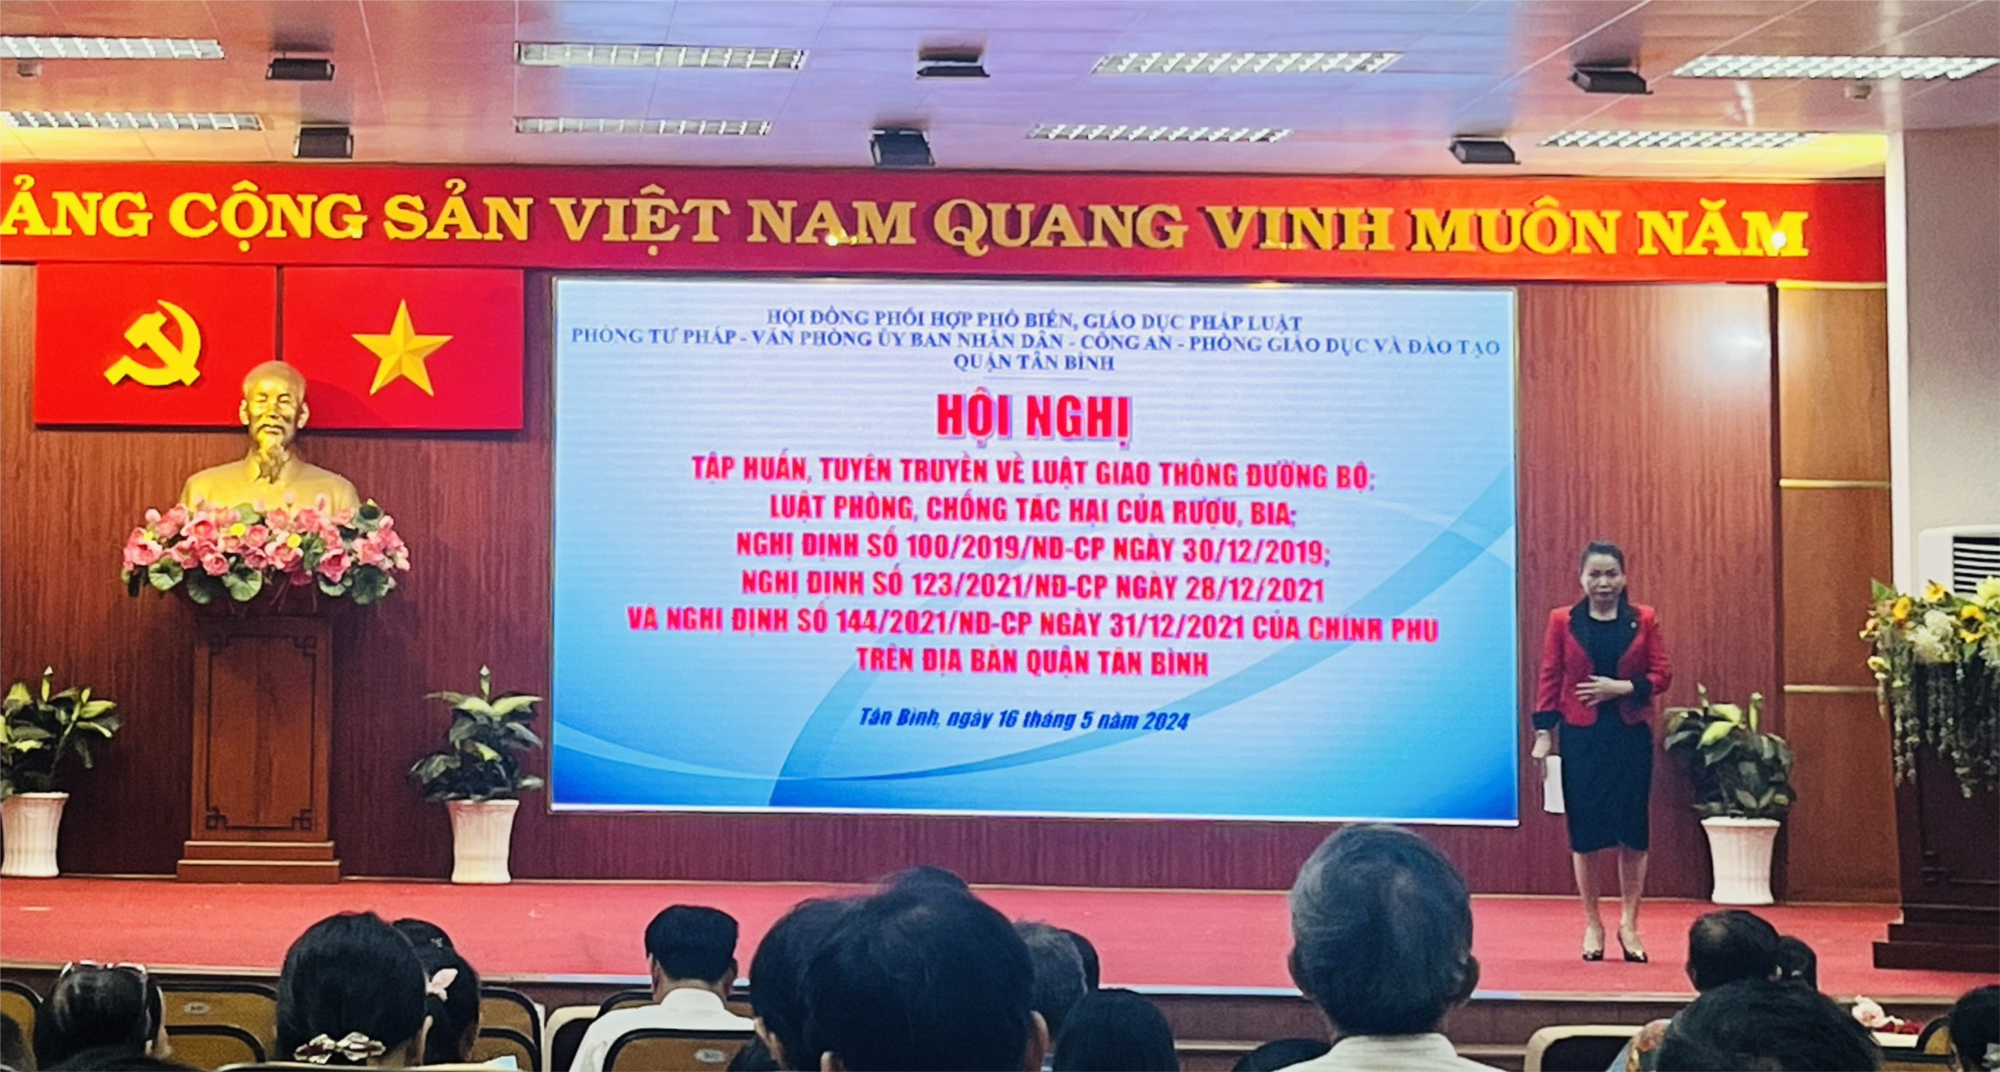 ẢNG CỘNG SẢN VIỆT NAM QUANG VINH MUÔN NĂM
HỘI ĐỒNG PHỐI HỢP PHỔ BIẾN, GIÁO DỤC PHÁP LUẬT
PHÒNG TƯ PHÁP - VĂN PHÒNG ỦY BAN NHÂN DÂN - CÔNG AN - PHÒNG GIÁO DỤC VÀ ĐÀO TẠO
QUẬN TÂN BÌNH
HỘI NGHỊ
TẬP HUẤN, TUYÊN TRUYỀN VỀ LUẬT GIAO THÔNG ĐƯỜNG BỘ;
LUẬT PHÒNG, CHỐNG TÁC HẠI CỦA RƯỢU, BIA;
NGHỊ ĐỊNH SỐ 100/2019/NĐ-CP NGÀY 30/12/2019;
NGHỊ ĐỊNH SỐ 123/2021/NĐ-CP NGÀY 28/12/2021
VÀ NGHỊ ĐỊNH SỐ 144/2021/NĐ-CP NGÀY 31/12/2021 CỦA CHÍNH PHỦ
TRÊN ĐỊA BÀN QUẬN TÂN BÌNH
Tân Bình, ngày 16 tháng 5 năm 2024